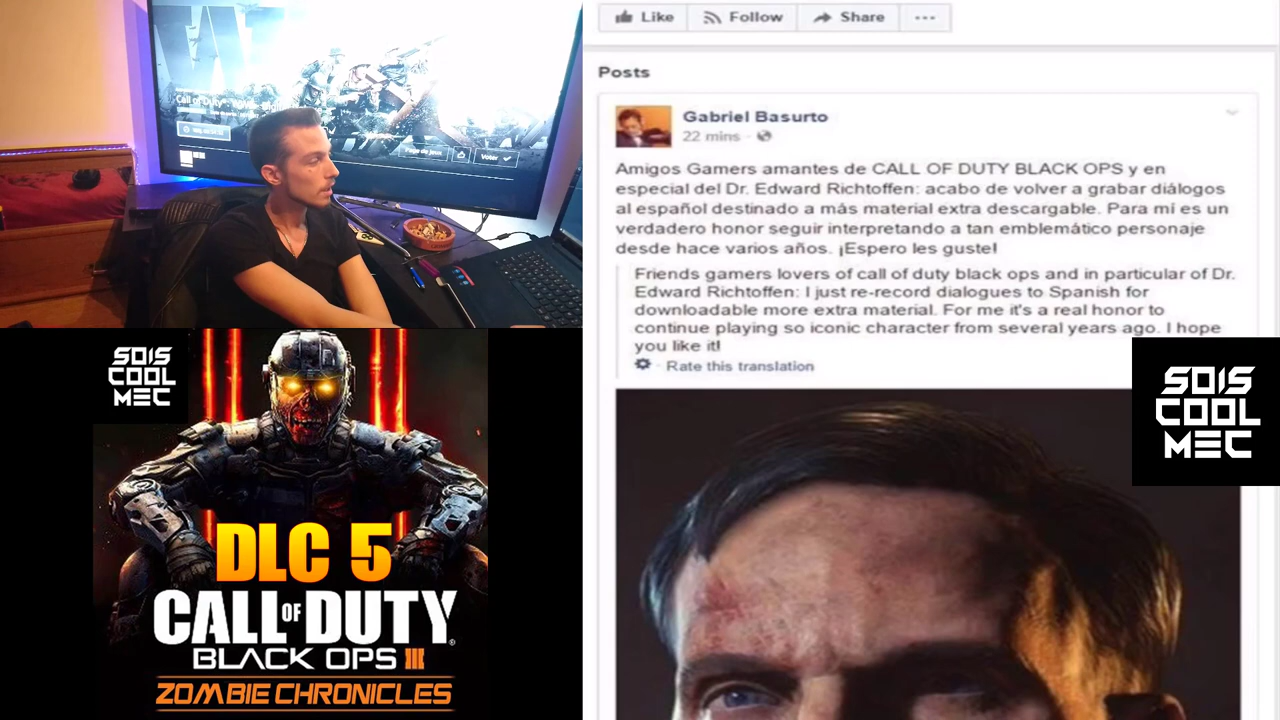 Call of Duty
Voter
Like
Follow
Share
Posts
Gabriel Basurto
22 mins
Amigos Gamers amantes de CALL OF DUTY BLACK OPS y en
especial del Dr. Edward Richtoffen: acabo de volver a grabar diálogos
al español destinado a más material extra descargable. Para mí es un
verdadero honor seguir interpretando a tan emblemático personaje
desde hace varios años. ¡Espero les guste!
Friends gamers lovers of call of duty black ops and in particular of Dr.
Edward Richtoffen: I just re-record dialogues to Spanish for
downloadable more extra material. For me it's a real honor to
continue playing so iconic character from several years ago. I hope
you like it!
Rate this translation
SOIS
COOL
MEC
DLC 5
CALL OF DUTY
BLACK OPS III
ZOMBIE CHRONICLES
SOIS
COOL
MEC